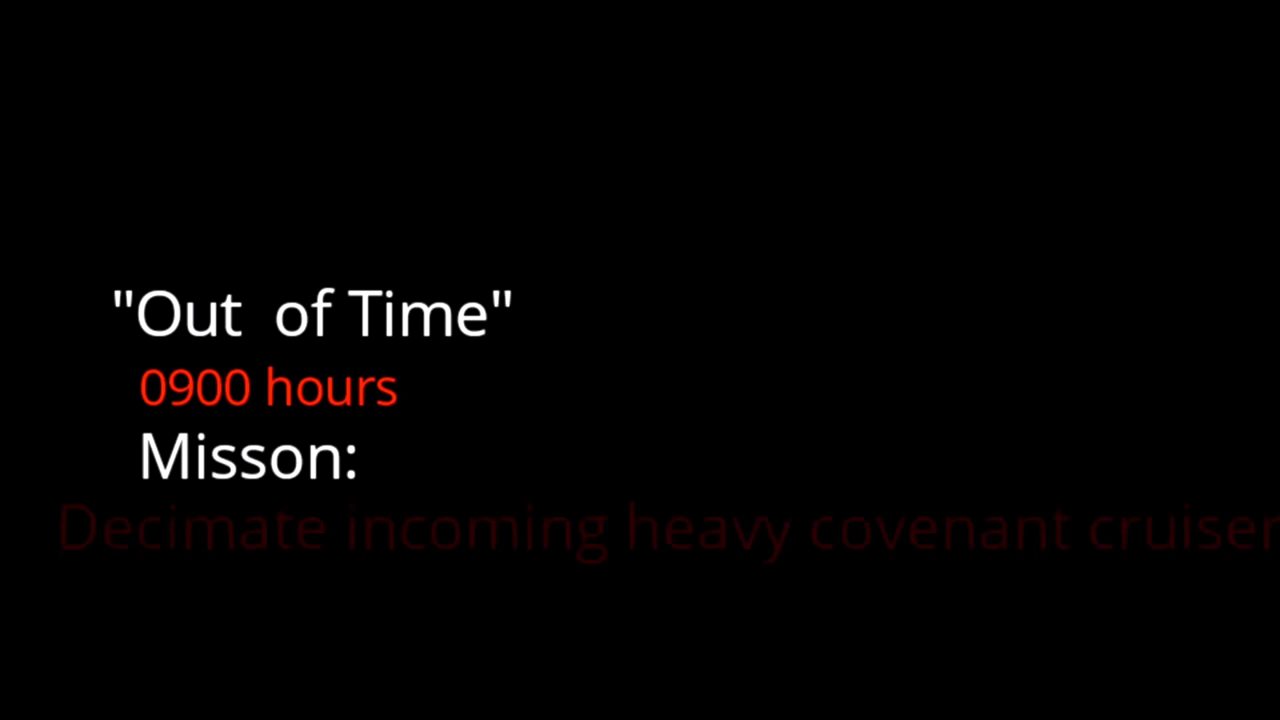 "Out  of Time"
0900 hours
Misson:
Decimate incoming heavy covenant cruiser